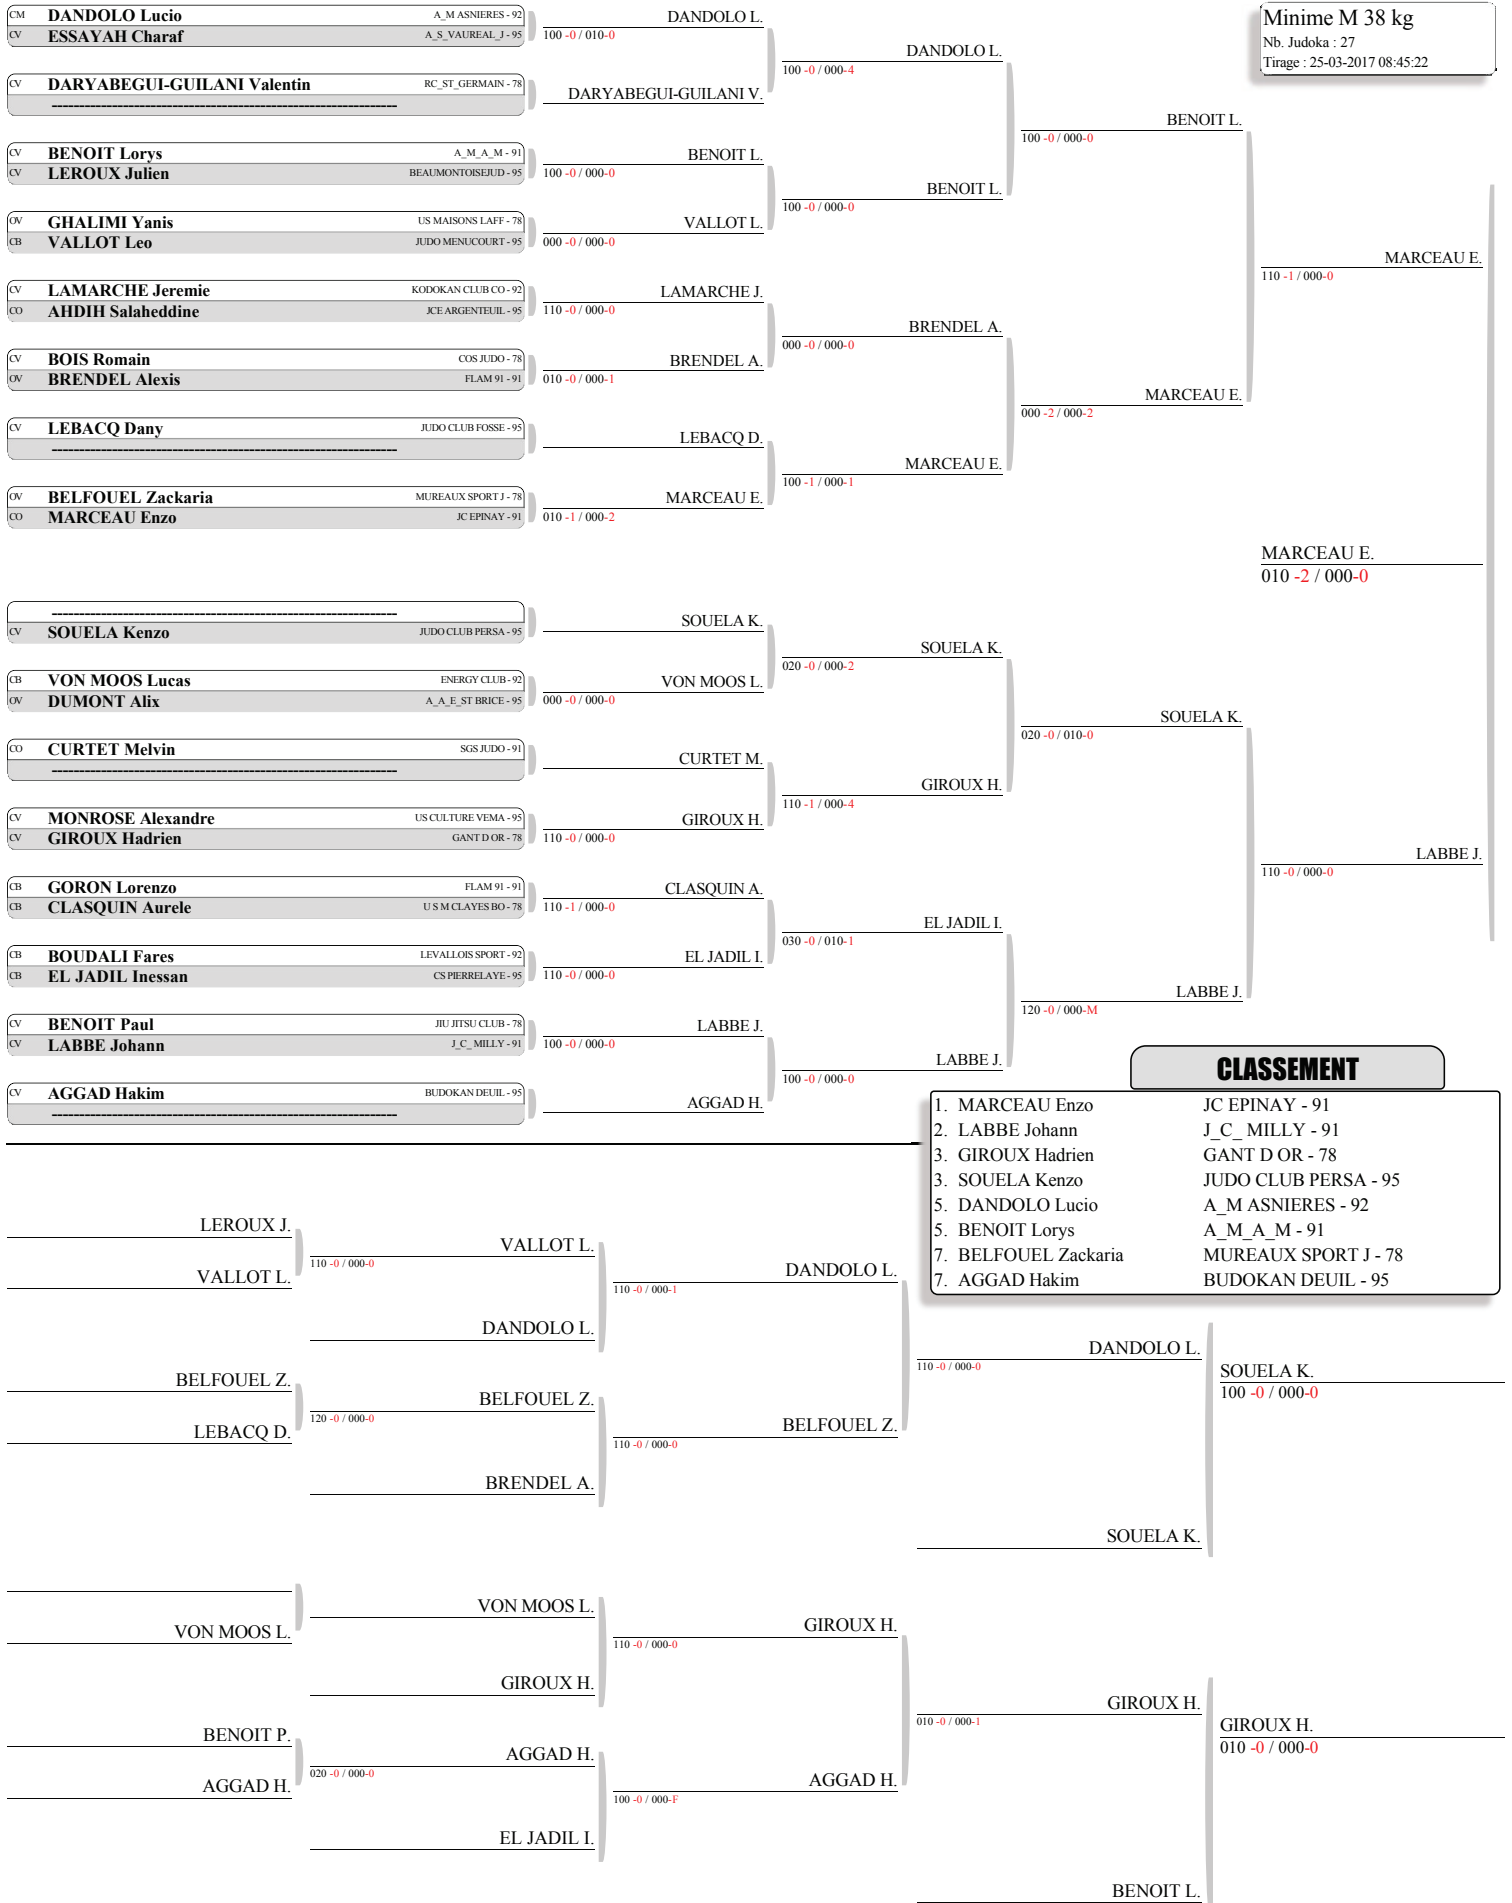 Minime M 38 kg
Nb. Judoka : 27
Tirage : 25-03-2017 08:45:22
CM DANDOLO Lucio A_M ASNIERES - 92
CV ESSAYAH Charaf A_S_VAUREAL_J - 95
CV DARYABEGUI-GUILANI Valentin RC_ST_GERMAIN - 78
----------------------------------------------------------------
CV BENOIT Lorys A_M_A_M - 91
CV LEROUX Julien BEAUMONTOISEJUD - 95
OV GHALIMI Yanis US MAISONS LAFF - 78
CB VALLOT Leo JUDO MENUCOURT - 95
CV LAMARCHE Jeremie KODOKAN CLUB CO - 92
CO AHDIH Salaheddine JCE ARGENTEUIL - 95
CV BOIS Romain COS JUDO - 78
OV BRENDEL Alexis FLAM 91 - 91
CV LEBACQ Dany JUDO CLUB FOSSE - 95
----------------------------------------------------------------
OV BELFOUEL Zackaria MUREAUX SPORT J - 78
CO MARCEAU Enzo JC EPINAY - 91
----------------------------------------------------------------
CV SOUELA Kenzo JUDO CLUB PERSA - 95
CB VON MOOS Lucas ENERGY CLUB - 92
OV DUMONT Alix A_A_E_ST BRICE - 95
CO CURTET Melvin SGS JUDO - 91
----------------------------------------------------------------
CV MONROSE Alexandre US CULTURE VEMA - 95
CV GIROUX Hadrien GANT D OR - 78
CB GORON Lorenzo FLAM 91 - 91
CB CLASQUIN Aurele U S M CLAYES BO - 78
CB BOUDALI Fares LEVALLOIS SPORT - 92
CB EL JADIL Inessan CS PIERRELAYE - 95
CV BENOIT Paul JIU JITSU CLUB - 78
CV LABBE Johann J_C_ MILLY - 91
CV AGGAD Hakim BUDOKAN DEUIL - 95
----------------------------------------------------------------
DANDOLO L.
100 -0 / 010-0
DARYABEGUI-GUILANI V.
BENOIT L.
100 -0 / 000-0
VALLOT L.
000 -0 / 000-0
LAMARCHE J.
110 -0 / 000-0
BRENDEL A.
010 -0 / 000-1
LEBACQ D.
MARCEAU E.
010 -1 / 000-2
SOUELA K.
VON MOOS L.
000 -0 / 000-0
CURTET M.
GIROUX H.
110 -0 / 000-0
CLASQUIN A.
110 -1 / 000-0
EL JADIL I.
110 -0 / 000-0
LABBE J.
100 -0 / 000-0
AGGAD H.
DANDOLO L.
100 -0 / 000-4
BENOIT L.
100 -0 / 000-0
BRENDEL A.
000 -0 / 000-0
MARCEAU E.
100 -1 / 000-1
SOUELA K.
020 -0 / 000-2
GIROUX H.
110 -1 / 000-4
EL JADIL I.
030 -0 / 010-1
LABBE J.
100 -0 / 000-0
BENOIT L.
100 -0 / 000-0
MARCEAU E.
000 -2 / 000-2
SOUELA K.
020 -0 / 010-0
LABBE J.
120 -0 / 000-M
MARCEAU E.
110 -1 / 000-0
LABBE J.
110 -0 / 000-0
MARCEAU E.
010 -2 / 000-0
CLASSEMENT
1. MARCEAU Enzo JC EPINAY - 91
2. LABBE Johann J_C_ MILLY - 91
3. GIROUX Hadrien GANT D OR - 78
3. SOUELA Kenzo JUDO CLUB PERSA - 95
5. DANDOLO Lucio A_M ASNIERES - 92
5. BENOIT Lorys A_M_A_M - 91
7. BELFOUEL Zackaria MUREAUX SPORT J - 78
7. AGGAD Hakim BUDOKAN DEUIL - 95
LEROUX J.
VALLOT L.
BELFOUEL Z.
LEBACQ D.
VON MOOS L.
BENOIT P.
AGGAD H.
VALLOT L.
110 -0 / 000-0
DANDOLO L.
BELFOUEL Z.
120 -0 / 000-0
BRENDEL A.
VON MOOS L.
GIROUX H.
AGGAD H.
020 -0 / 000-0
EL JADIL I.
DANDOLO L.
110 -0 / 000-1
BELFOUEL Z.
110 -0 / 000-0
GIROUX H.
110 -0 / 000-0
AGGAD H.
100 -0 / 000-F
DANDOLO L.
110 -0 / 000-0
SOUELA K.
GIROUX H.
010 -0 / 000-1
BENOIT L.
SOUELA K.
100 -0 / 000-0
GIROUX H.
010 -0 / 000-0